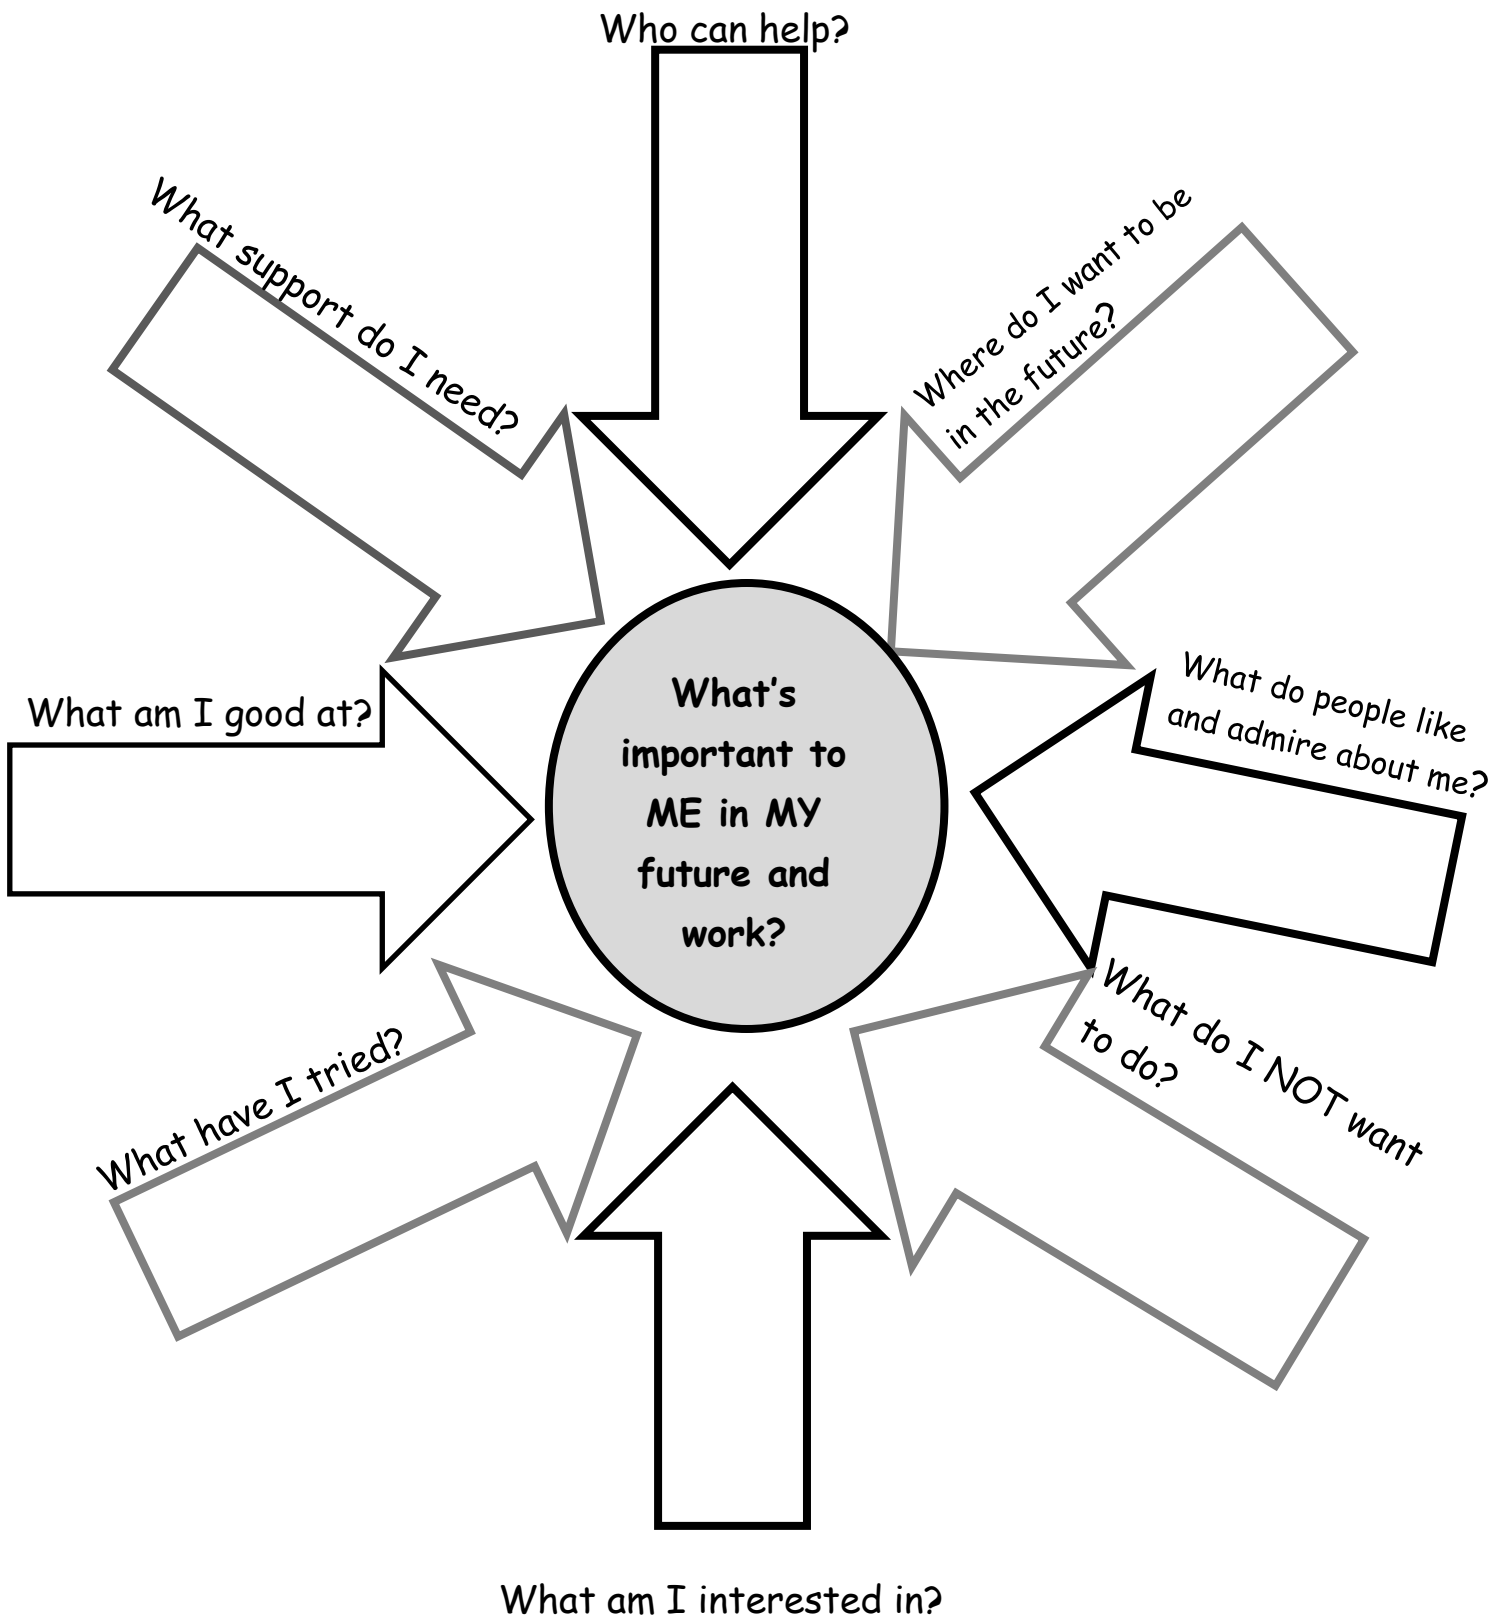 Who can help?
What support do I need?
Where do I want to be
in the future?
What am I good at?
What's
important to
ME in MY
future and
work?
What do people like
and admire about me?
What have I tried?
What do I NOT want
to do?
What am I interested in?